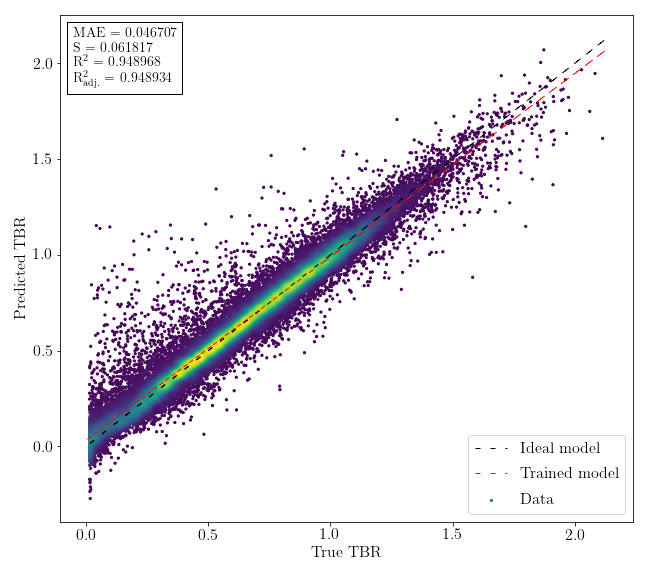 MAE = 0.046707
S = 0.061817
R² = 0.948968
R²adj. = 0.948934
2.0
1.5
1.0
0.5
0.0
Predicted TBR
0.0 0.5 1.0 1.5 2.0
True TBR
Ideal model
Trained model
Data